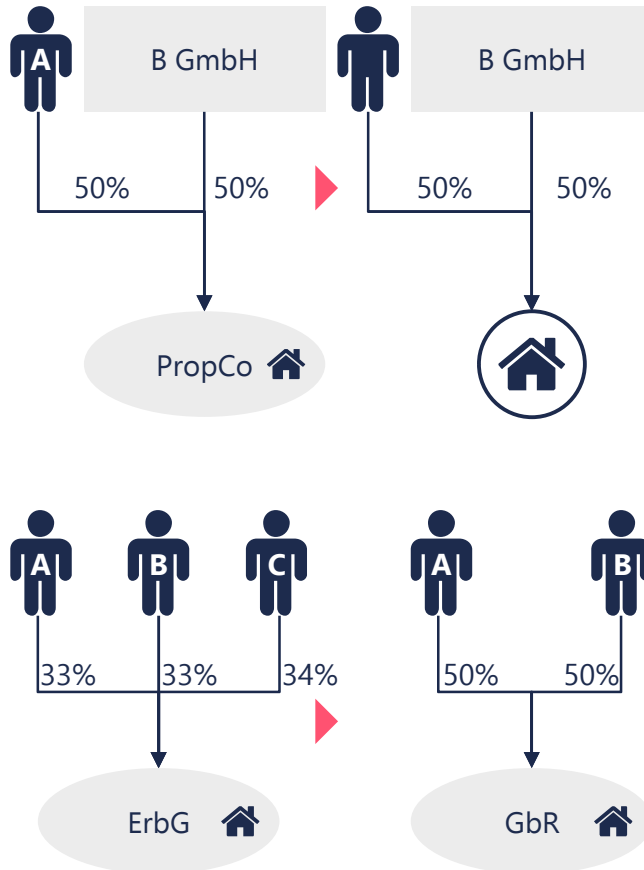 A B GmbH B GmbH
50% 50% 50% 50%
PropCo
A B C A B
33% 33% 34% 50% 50%
ErbG GbR